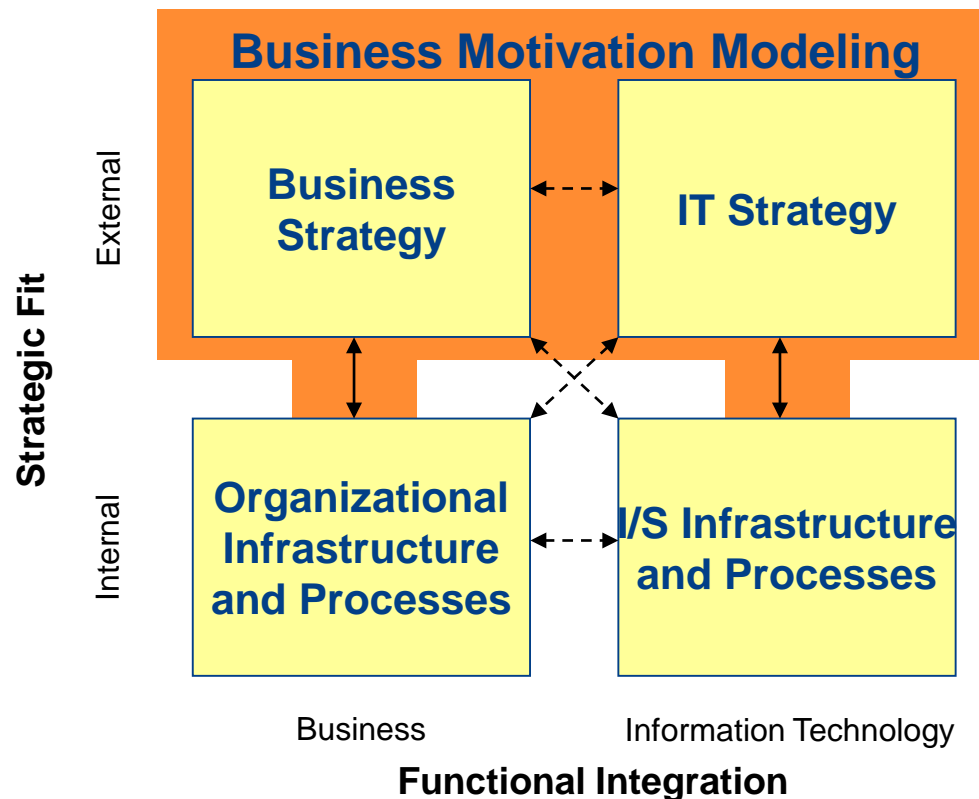 Business Motivation Modeling
External
Business
Strategy
IT Strategy
Strategic Fit
Internal
Organizational
Infrastructure
and Processes
I/S Infrastructure
and Processes
Business
Information Technology
Functional Integration